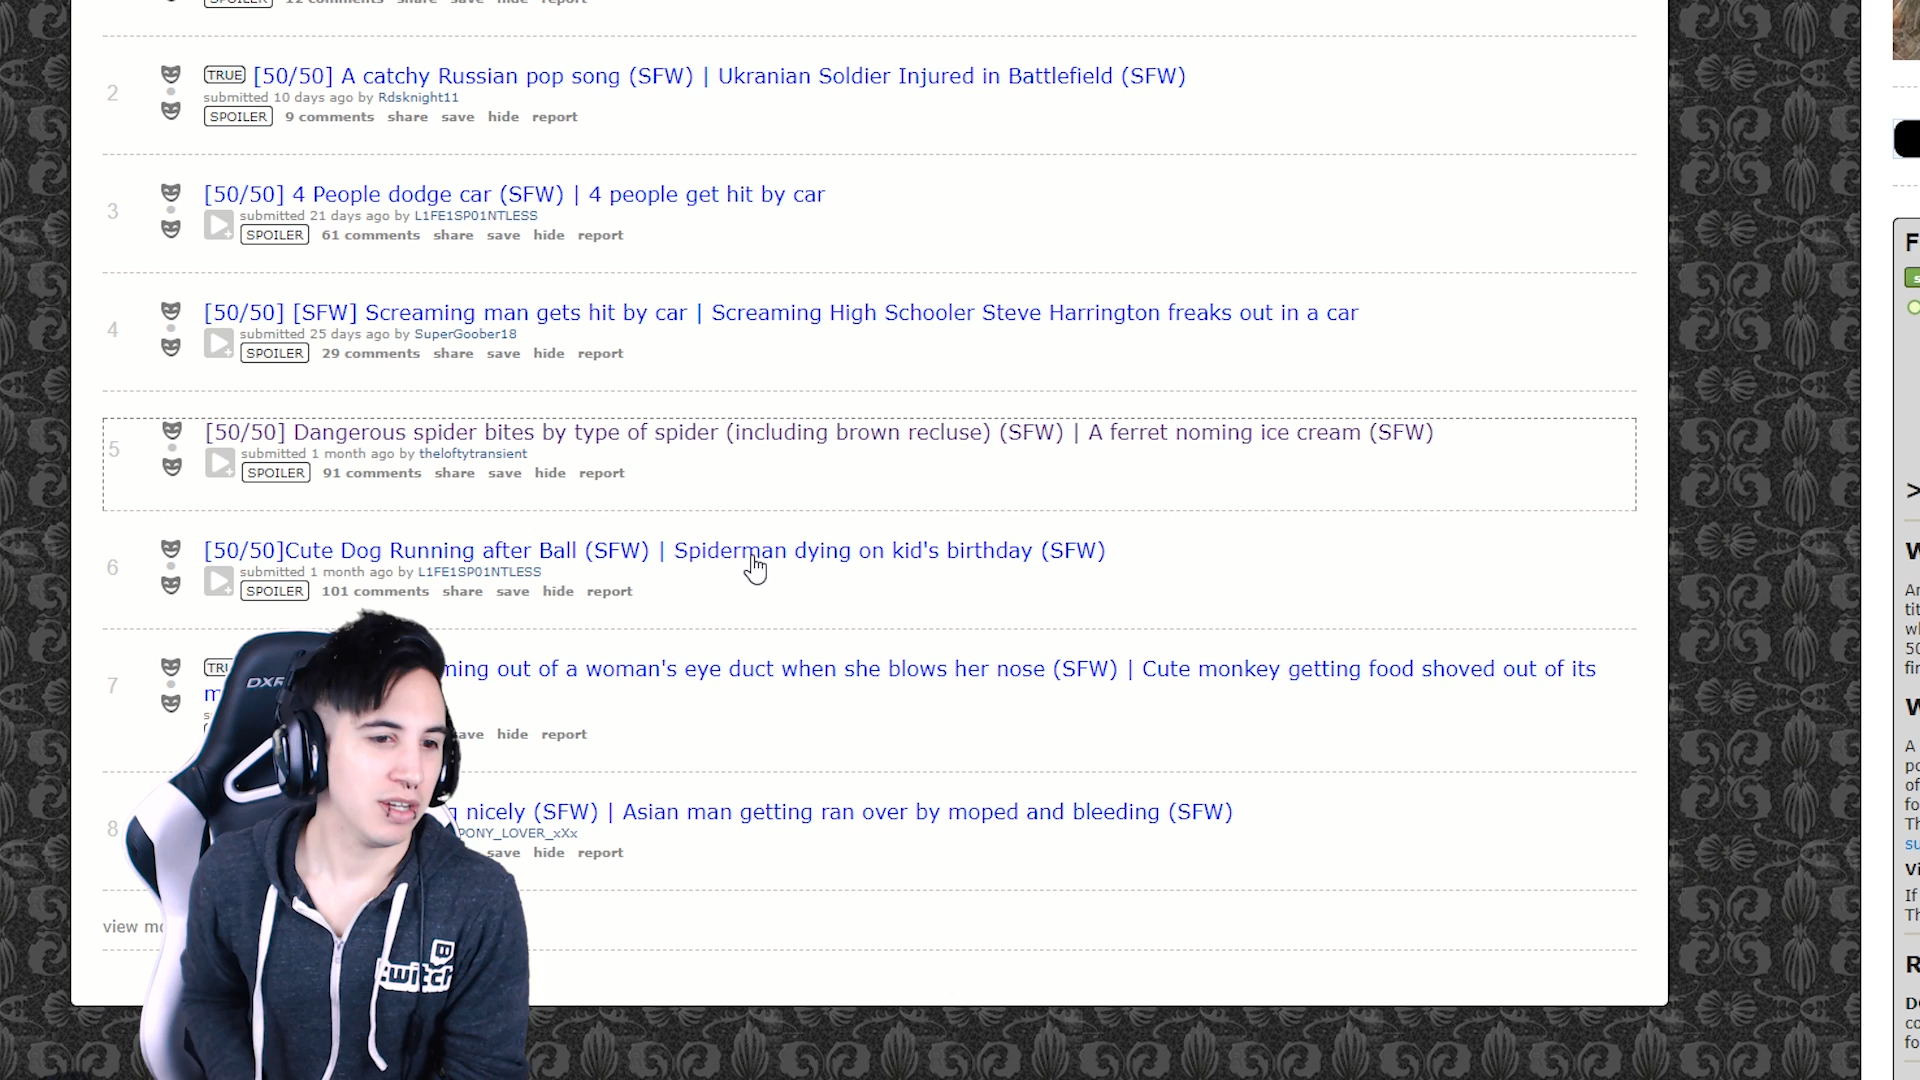 SPOILER 12 comments share save hide report
2
TRUE [50/50] A catchy Russian pop song (SFW) | Ukranian Soldier Injured in Battlefield (SFW)
submitted 10 days ago by Rdsknight11
SPOILER 9 comments share save hide report
3
[50/50] 4 People dodge car (SFW) | 4 people get hit by car
submitted 21 days ago by L1FE1SP01NTLESS
SPOILER 61 comments share save hide report
4
[50/50] [SFW] Screaming man gets hit by car | Screaming High Schooler Steve Harrington freaks out in a car
submitted 25 days ago by SuperGoober18
SPOILER 29 comments share save hide report
5
[50/50] Dangerous spider bites by type of spider (including brown recluse) (SFW) | A ferret noming ice cream (SFW)
submitted 1 month ago by theloftytransient
SPOILER 91 comments share save hide report
6
[50/50]Cute Dog Running after Ball (SFW) | Spiderman dying on kid's birthday (SFW)
submitted 1 month ago by L1FE1SP01NTLESS
SPOILER 101 comments share save hide report
7
ming out of a woman's eye duct when she blows her nose (SFW) | Cute monkey getting food shoved out of its
save hide report
8
nicely (SFW) | Asian man getting ran over by moped and bleeding (SFW)
PONY_LOVER_xXx
save hide report
view
DXR
twitch